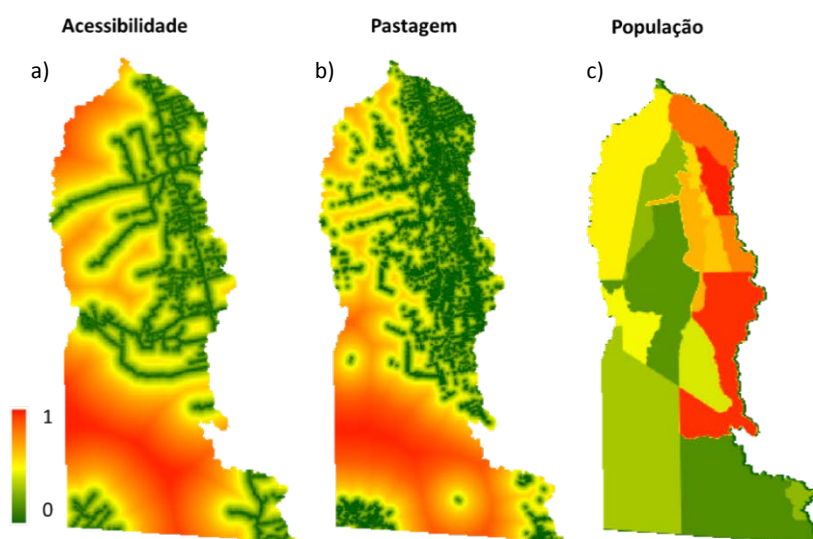 Acessibilidade
Pastagem
População
a)
b)
c)
1
0